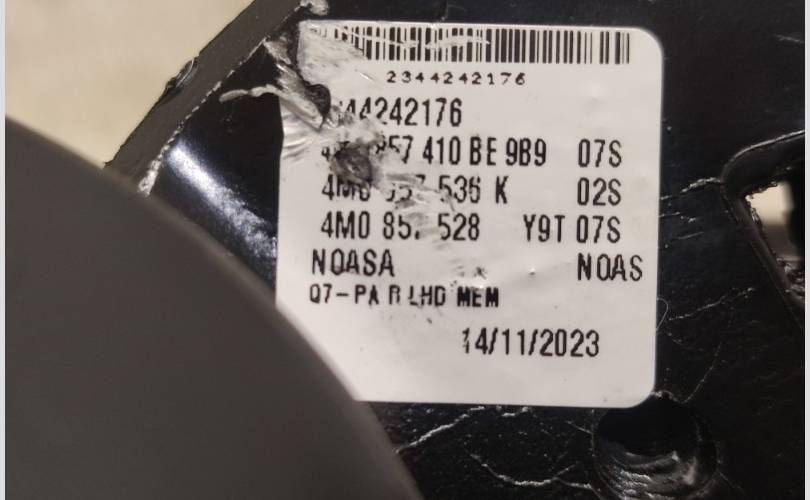 2344242176
44242176
857 410 BE 9B9 07S
4M0 536 K 02S
4M0 528 Y9T 07S
NOASA NOAS
Q7-PA R LHD MEM
14/11/2023